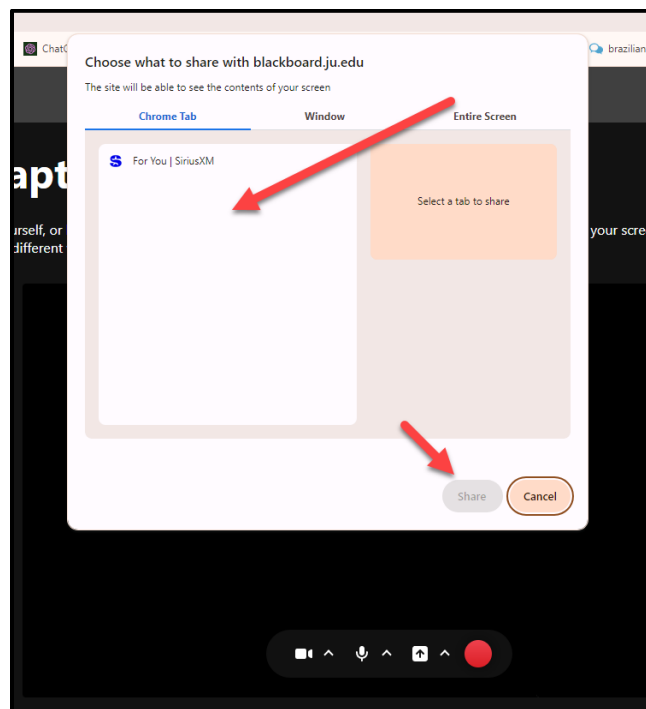 ChatG
brazilian
Choose what to share with blackboard.ju.edu
The site will be able to see the contents of your screen
Chrome Tab Window Entire Screen
For You | SiriusXM
Select a tab to share
apt
urself, or
your scre
different
Share Cancel